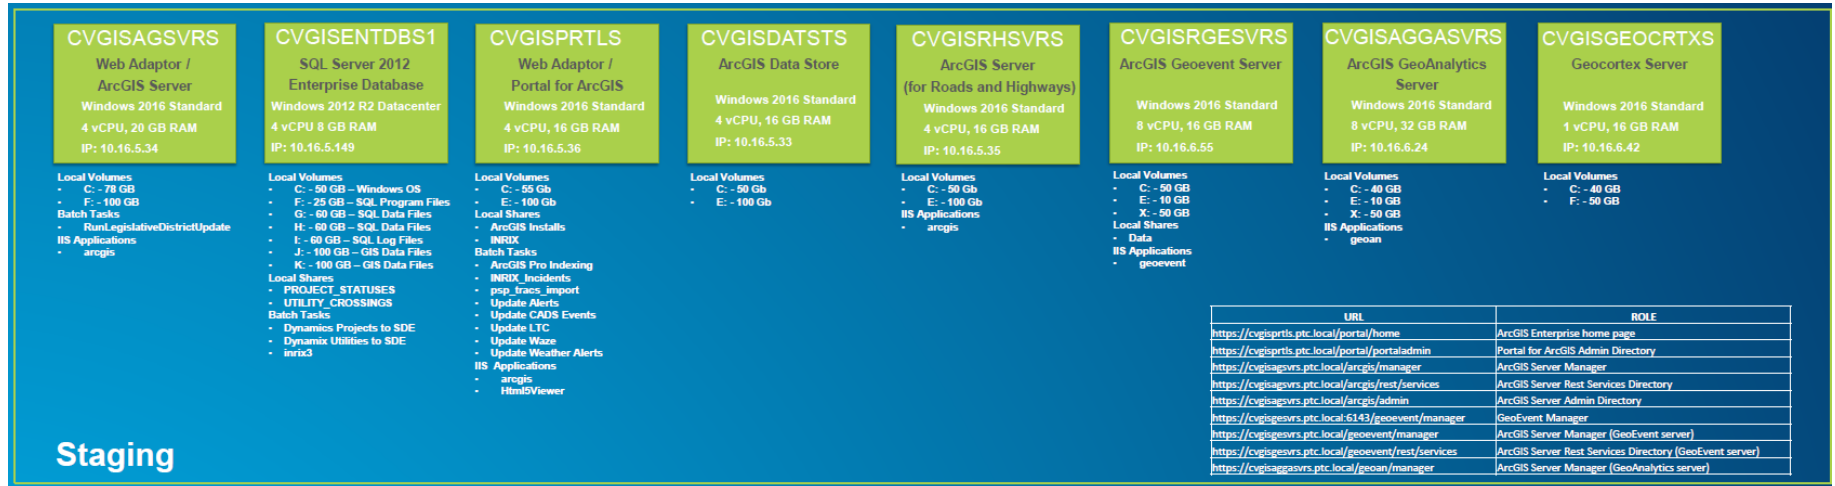 CVGISAGSVRS
Web Adaptor /
ArcGIS Server
Windows 2016 Standard
4 vCPU, 20 GB RAM
IP: 10.16.5.34
Local Volumes
- C: - 78 GB
- F: - 100 GB
Batch Tasks
- RunLegislativeDistrictUpdate
IIS Applications
- arcgis
CVGISENTDBS1
SQL Server 2012
Enterprise Database
Windows 2012 R2 Datacenter
4 vCPU 8 GB RAM
IP: 10.16.5.149
Local Volumes
- C: - 50 GB – Windows OS
- F: - 25 GB – SQL Program Files
- G: - 60 GB – SQL Data Files
- H: - 60 GB – SQL Data Files
- I: - 60 GB – SQL Log Files
- J: - 100 GB – GIS Data Files
- K: - 100 GB – GIS Data Files
Local Shares
- PROJECT_STATUSES
- UTILITY_CROSSINGS
Batch Tasks
- Dynamics Projects to SDE
- Dynamix Utilities to SDE
- inrix3
CVGISPRTLS
Web Adaptor /
Portal for ArcGIS
Windows 2016 Standard
4 vCPU, 16 GB RAM
IP: 10.16.5.36
Local Volumes
- C: - 55 Gb
- E: - 100 Gb
Local Shares
- ArcGIS Installs
- INRIX
Batch Tasks
- ArcGIS Pro Indexing
- INRIX_Incidents
- psp_tracs_import
- Update Alerts
- Update CADS Events
- Update LTC
- Update Waze
- Update Weather Alerts
IIS Applications
- arcgis
- Html5Viewer
CVGISDATSTS
ArcGIS Data Store
Windows 2016 Standard
4 vCPU, 16 GB RAM
IP: 10.16.5.33
Local Volumes
- C: - 50 Gb
- E: - 100 Gb
CVGISRHSVRS
ArcGIS Server
(for Roads and Highways)
Windows 2016 Standard
4 vCPU, 16 GB RAM
IP: 10.16.5.35
Local Volumes
- C: - 50 Gb
- E: - 100 Gb
IIS Applications
- arcgis
CVGISRGESVRS
ArcGIS Geoevent Server
Windows 2016 Standard
8 vCPU, 16 GB RAM
IP: 10.16.6.55
Local Volumes
- C: - 50 GB
- E: - 10 GB
- X: - 50 GB
Local Shares
- Data
IIS Applications
- geoevent
CVGISAGGASVRS
ArcGIS GeoAnalytics
Server
Windows 2016 Standard
8 vCPU, 32 GB RAM
IP: 10.16.6.24
Local Volumes
- C: - 40 GB
- E: - 10 GB
- X: - 50 GB
IIS Applications
- geoan
CVGISGEOCRTXS
Geocortex Server
Windows 2016 Standard
1 vCPU, 16 GB RAM
IP: 10.16.6.42
Local Volumes
- C: - 40 GB
- F: - 50 GB
URL ROLE
https://cvgisprtls.ptc.local/portal/home ArcGIS Enterprise home page
https://cvgisprtls.ptc.local/portal/portaladmin Portal for ArcGIS Admin Directory
https://cvgisagsvrs.ptc.local/arcgis/manager ArcGIS Server Manager
https://cvgisagsvrs.ptc.local/arcgis/rest/services ArcGIS Server Rest Services Directory
https://cvgisagsvrs.ptc.local/arcgis/admin ArcGIS Server Admin Directory
https://cvgisgesvrs.ptc.local:6143/geoevent/manager GeoEvent Manager
https://cvgisgesvrs.ptc.local/geoevent/manager ArcGIS Server Manager (GeoEvent server)
https://cvgisgesvrs.ptc.local/geoevent/rest/services ArcGIS Server Rest Services Directory (GeoEvent server)
https://cvgisaggasvrs.ptc.local/geoan/manager ArcGIS Server Manager (GeoAnalytics server)
Staging